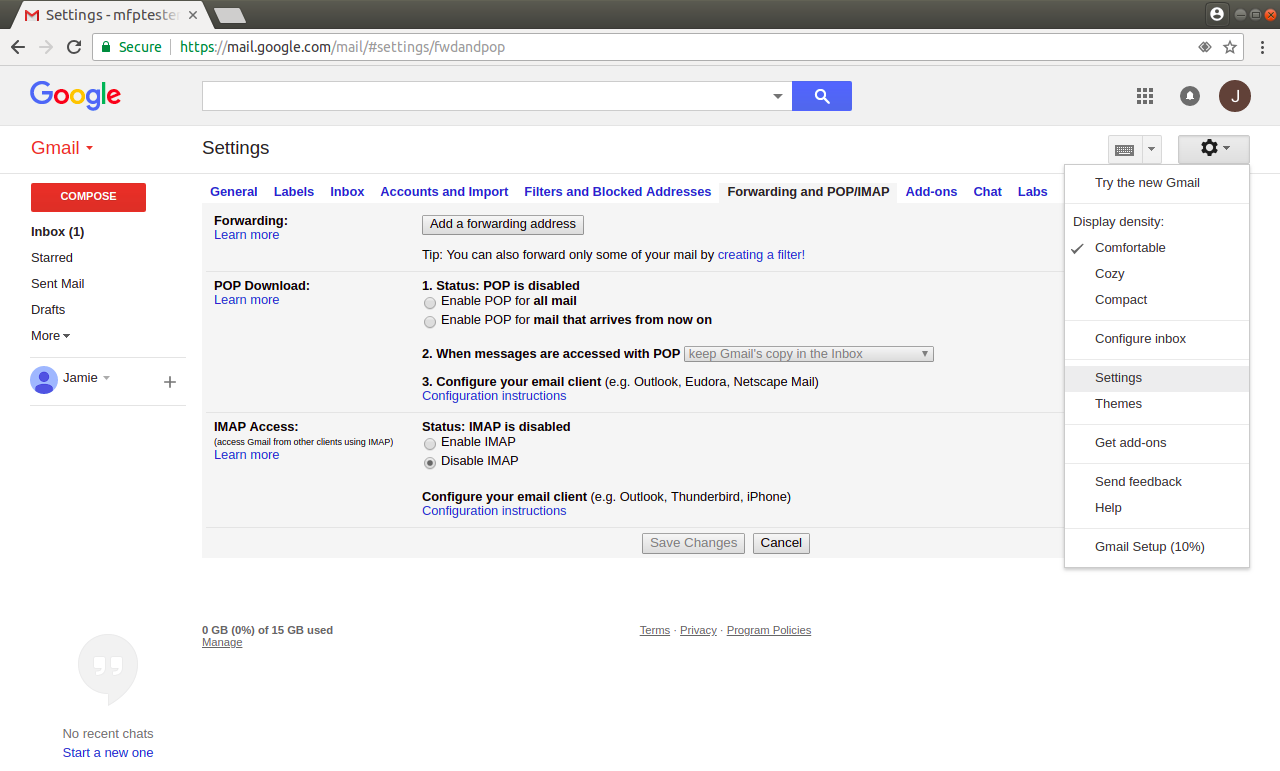 Settings - mfptester
Secure https://mail.google.com/mail/#settings/fwdandpop
Google
J
Gmail
Settings
COMPOSE
Inbox (1)
Starred
Sent Mail
Drafts
More
Jamie
General Labels Inbox Accounts and Import Filters and Blocked Addresses Forwarding and POP/IMAP Add-ons Chat Labs
Forwarding:
Learn more
Add a forwarding address
Tip: You can also forward only some of your mail by creating a filter!
POP Download:
Learn more
1. Status: POP is disabled
Enable POP for all mail
Enable POP for mail that arrives from now on
2. When messages are accessed with POP keep Gmail's copy in the Inbox
3. Configure your email client (e.g. Outlook, Eudora, Netscape Mail)
Configuration instructions
IMAP Access:
(access Gmail from other clients using IMAP)
Learn more
Status: IMAP is disabled
Enable IMAP
Disable IMAP
Configure your email client (e.g. Outlook, Thunderbird, iPhone)
Configuration instructions
Save Changes Cancel
Try the new Gmail
Display density:
Comfortable
Cozy
Compact
Configure inbox
Settings
Themes
Get add-ons
Send feedback
Help
Gmail Setup (10%)
0 GB (0%) of 15 GB used
Manage
Terms · Privacy · Program Policies
No recent chats
Start a new one